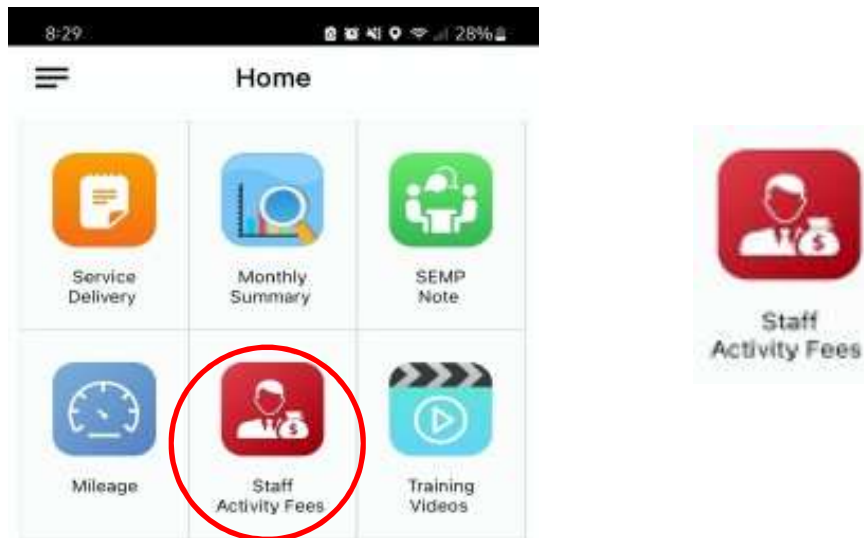 8:29
28%
Home
Service
Delivery
Monthly
Summary
SEMP
Note
Mileage
$
Staff
Activity Fees
Training
Videos
$
Staff
Activity Fees